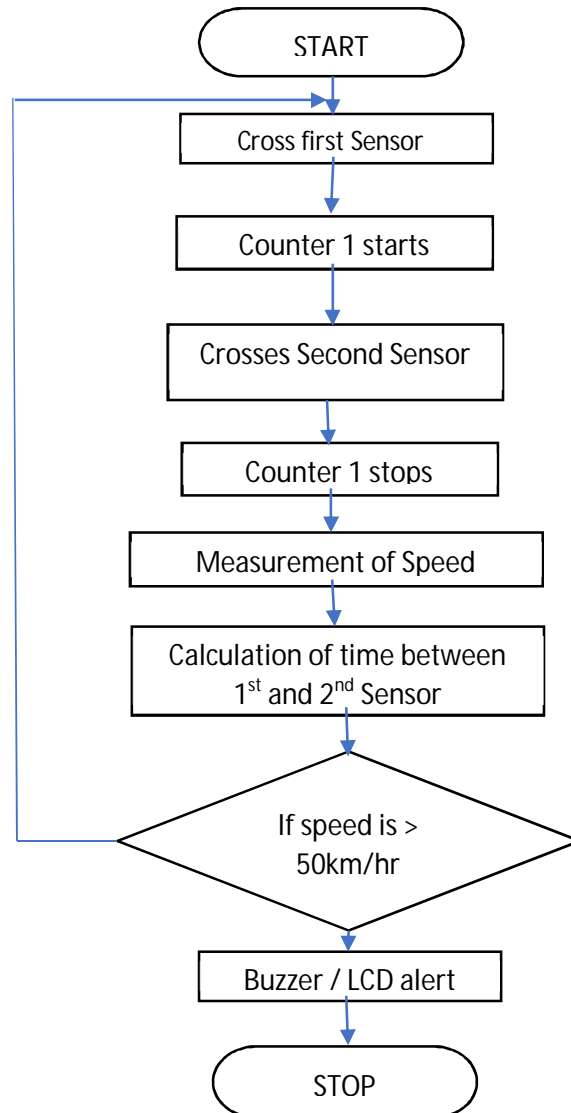 START
Cross first Sensor
Counter 1 starts
Crosses Second Sensor
Counter 1 stops
Measurement of Speed
Calculation of time between
1st and 2nd Sensor
If speed is >
50km/hr
Buzzer / LCD alert
STOP